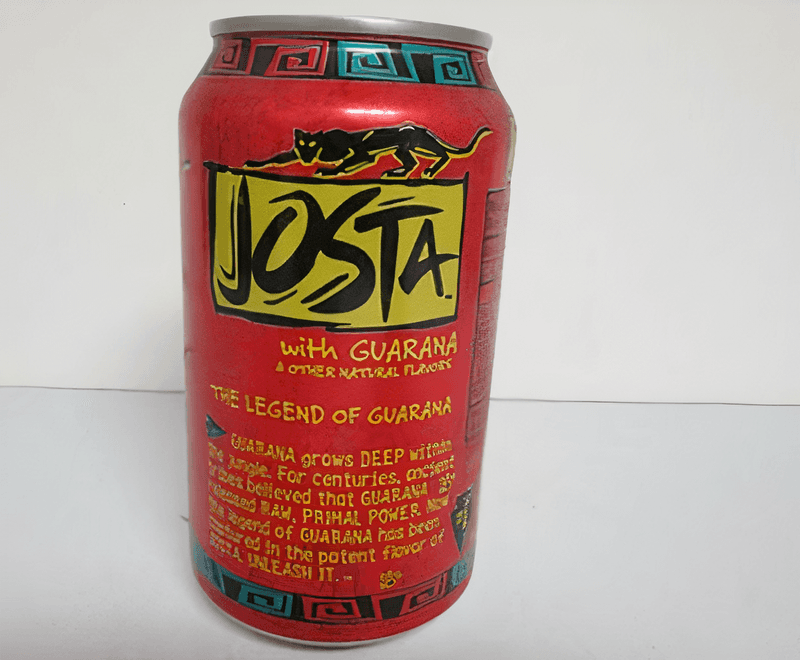 JOSTA
with GUARANA
& OTHER NATURAL FLAVORS
THE LEGEND OF GUARANA
GUARANA grows DEEP within
the jungle. For centuries, ancient
tribes believed that GUARANA
released RAW, PRIMAL POWER. Now
the legend of GUARANA has been
captured in the potent flavor of
JOSTA. UNLEASH IT.